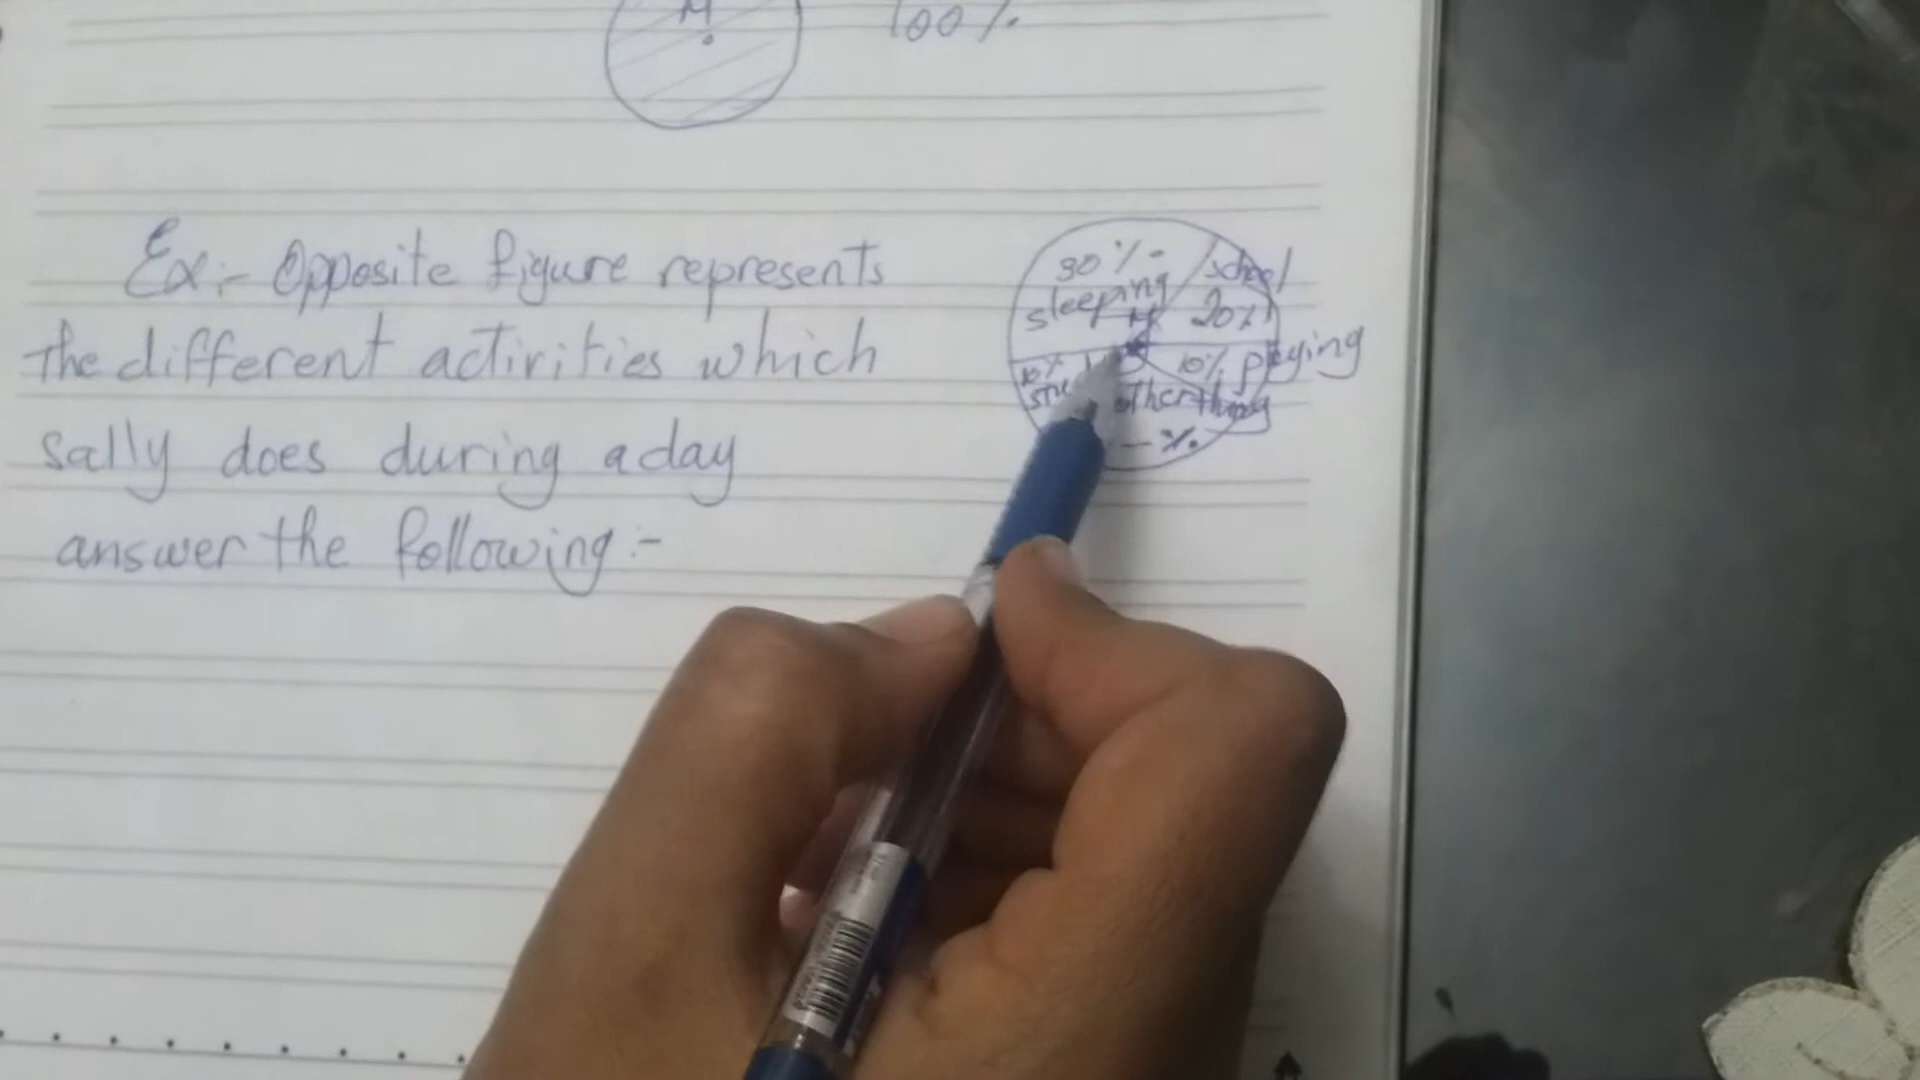 M
100%
Ex:- Opposite figure represents
the different activities which
sally does during a day
answer the following:-
30%
sleeping
school
20%
M
10% playing
10%
other things
-%